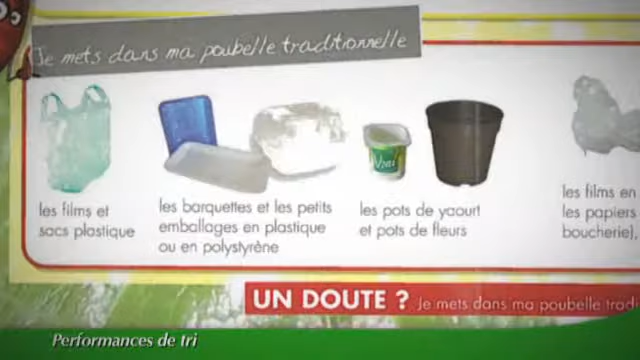 Je mets dans ma poubelle traditionnelle
les films et
sacs plastique
les barquettes et les petits
emballages en plastique
ou en polystyrène
Vrai
les pots de yaourt
et pots de fleurs
les films en
les papiers
boucherie),
UN DOUTE ? Je mets dans ma poubelle trad
Performances de tri